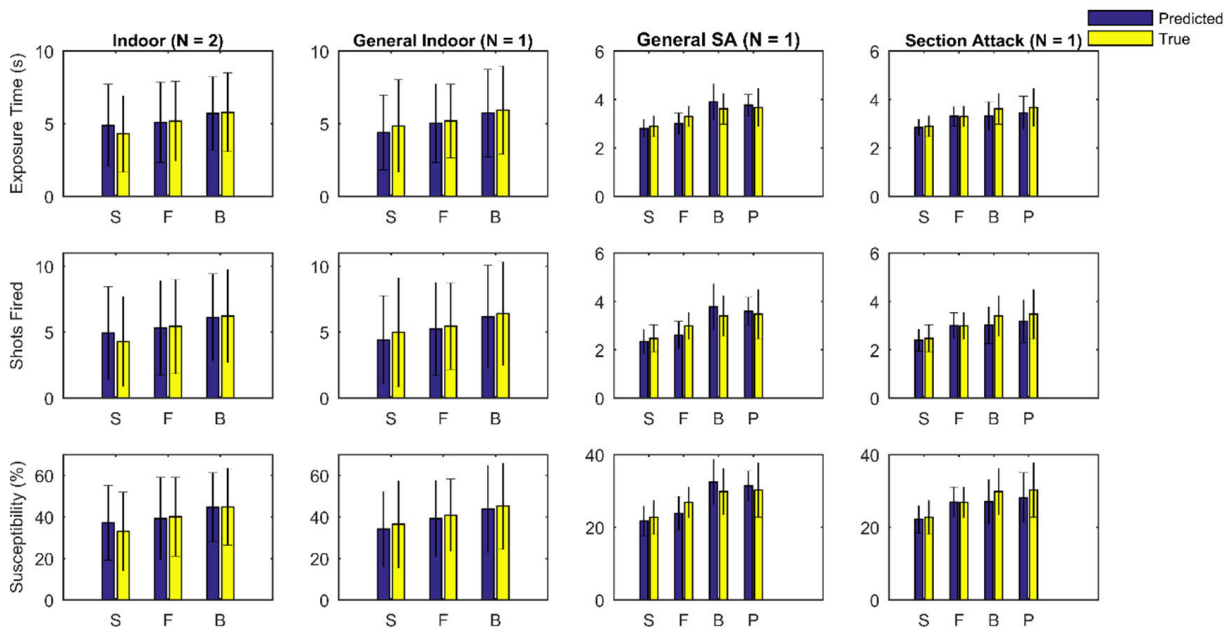 Predicted
True
Indoor (N = 2)
General Indoor (N = 1)
General SA (N = 1)
Section Attack (N = 1)
Exposure Time (s)
10
5
0
S F B
10
5
0
S F B
6
4
2
0
S F B P
6
4
2
0
S F B P
Shots Fired
10
5
0
S F B
10
5
0
S F B
6
4
2
0
S F B P
6
4
2
0
S F B P
Susceptibility (%)
60
40
20
0
S F B
60
40
20
0
S F B
40
20
0
S F B P
40
20
0
S F B P